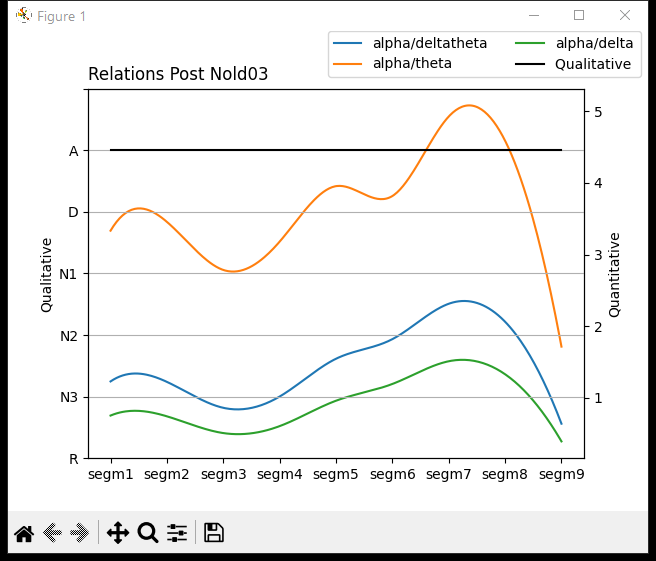 Figure 1
alpha/deltatheta alpha/delta
alpha/theta Qualitative
Relations Post Nold03
A
D
N1
N2
N3
R
Qualitative
5
4
3
2
1
Quantitative
segm1 segm2 segm3 segm4 segm5 segm6 segm7 segm8 segm9